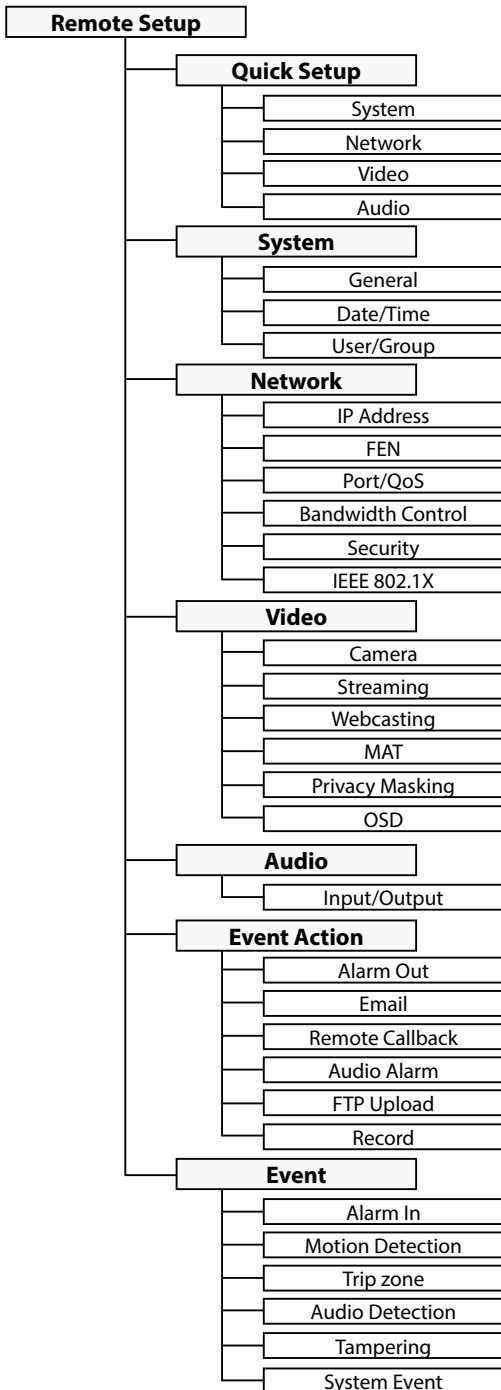 Remote Setup
Quick Setup
System
Network
Video
Audio
System
General
Date/Time
User/Group
Network
IP Address
FEN
Port/QoS
Bandwidth Control
Security
IEEE 802.1X
Video
Camera
Streaming
Webcasting
MAT
Privacy Masking
OSD
Audio
Input/Output
Event Action
Alarm Out
Email
Remote Callback
Audio Alarm
FTP Upload
Record
Event
Alarm In
Motion Detection
Trip zone
Audio Detection
Tampering
System Event